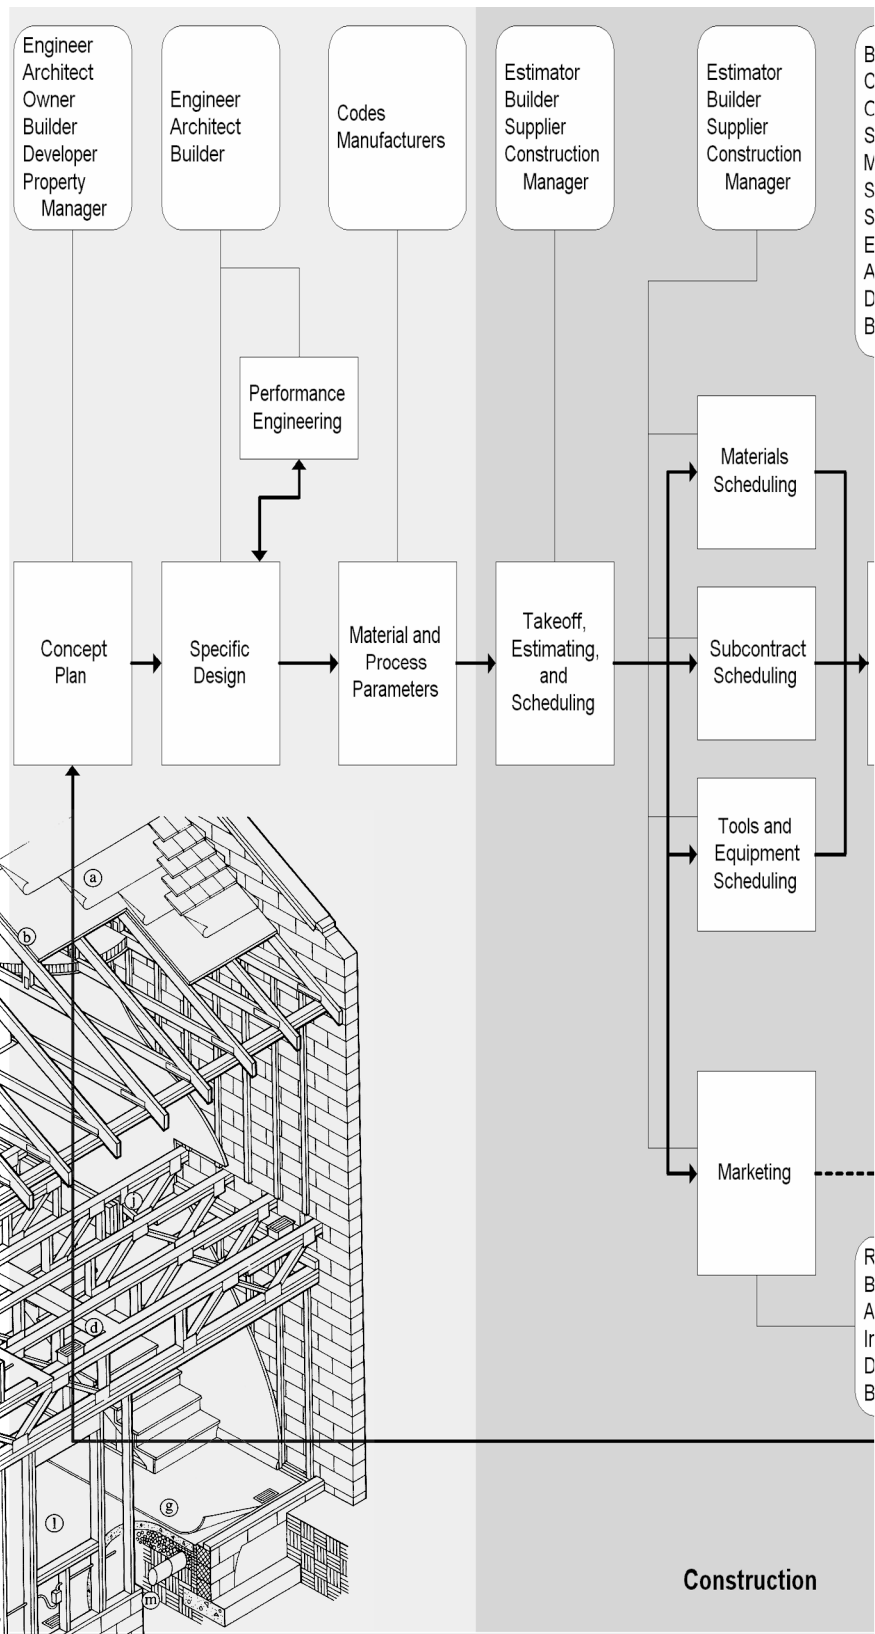 Engineer
Architect
Owner
Builder
Developer
Property
Manager
Engineer
Architect
Builder
Codes
Manufacturers
Estimator
Builder
Supplier
Construction
Manager
Estimator
Builder
Supplier
Construction
Manager
B
C
O
S
M
S
S
E
A
D
B
Performance
Engineering
Materials
Scheduling
Concept
Plan
Specific
Design
Material and
Process
Parameters
Takeoff,
Estimating,
and
Scheduling
Subcontract
Scheduling
Tools and
Equipment
Scheduling
Marketing
R
B
A
In
D
B
a
b
j
d
g
l
m
Construction